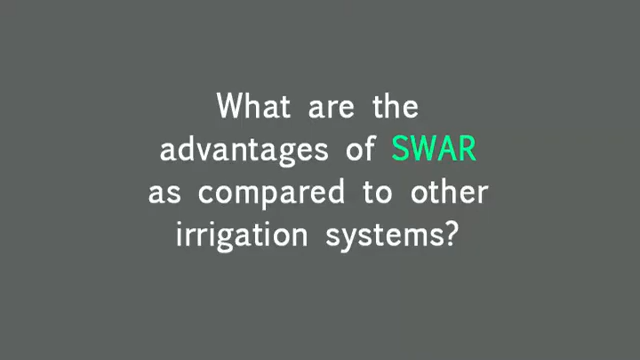 What are the
advantages of SWAR
as compared to other
irrigation systems?